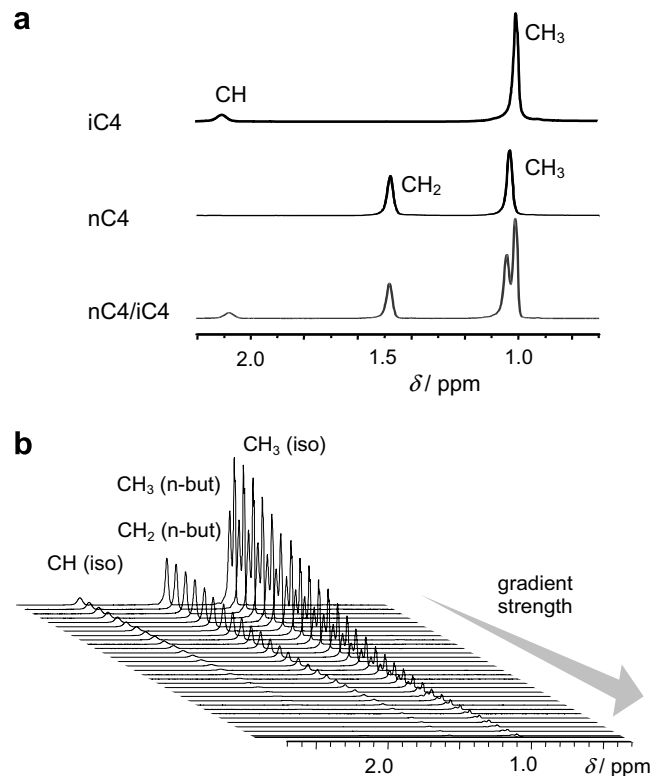 a
CH₃
CH
iC4
CH₃
CH₂
nC4
nC4/iC4
2.0 1.5 1.0
δ / ppm
b
CH₃ (iso)
CH₃ (n-but)
CH₂ (n-but)
CH (iso)
gradient
strength
2.0 1.0 δ / ppm